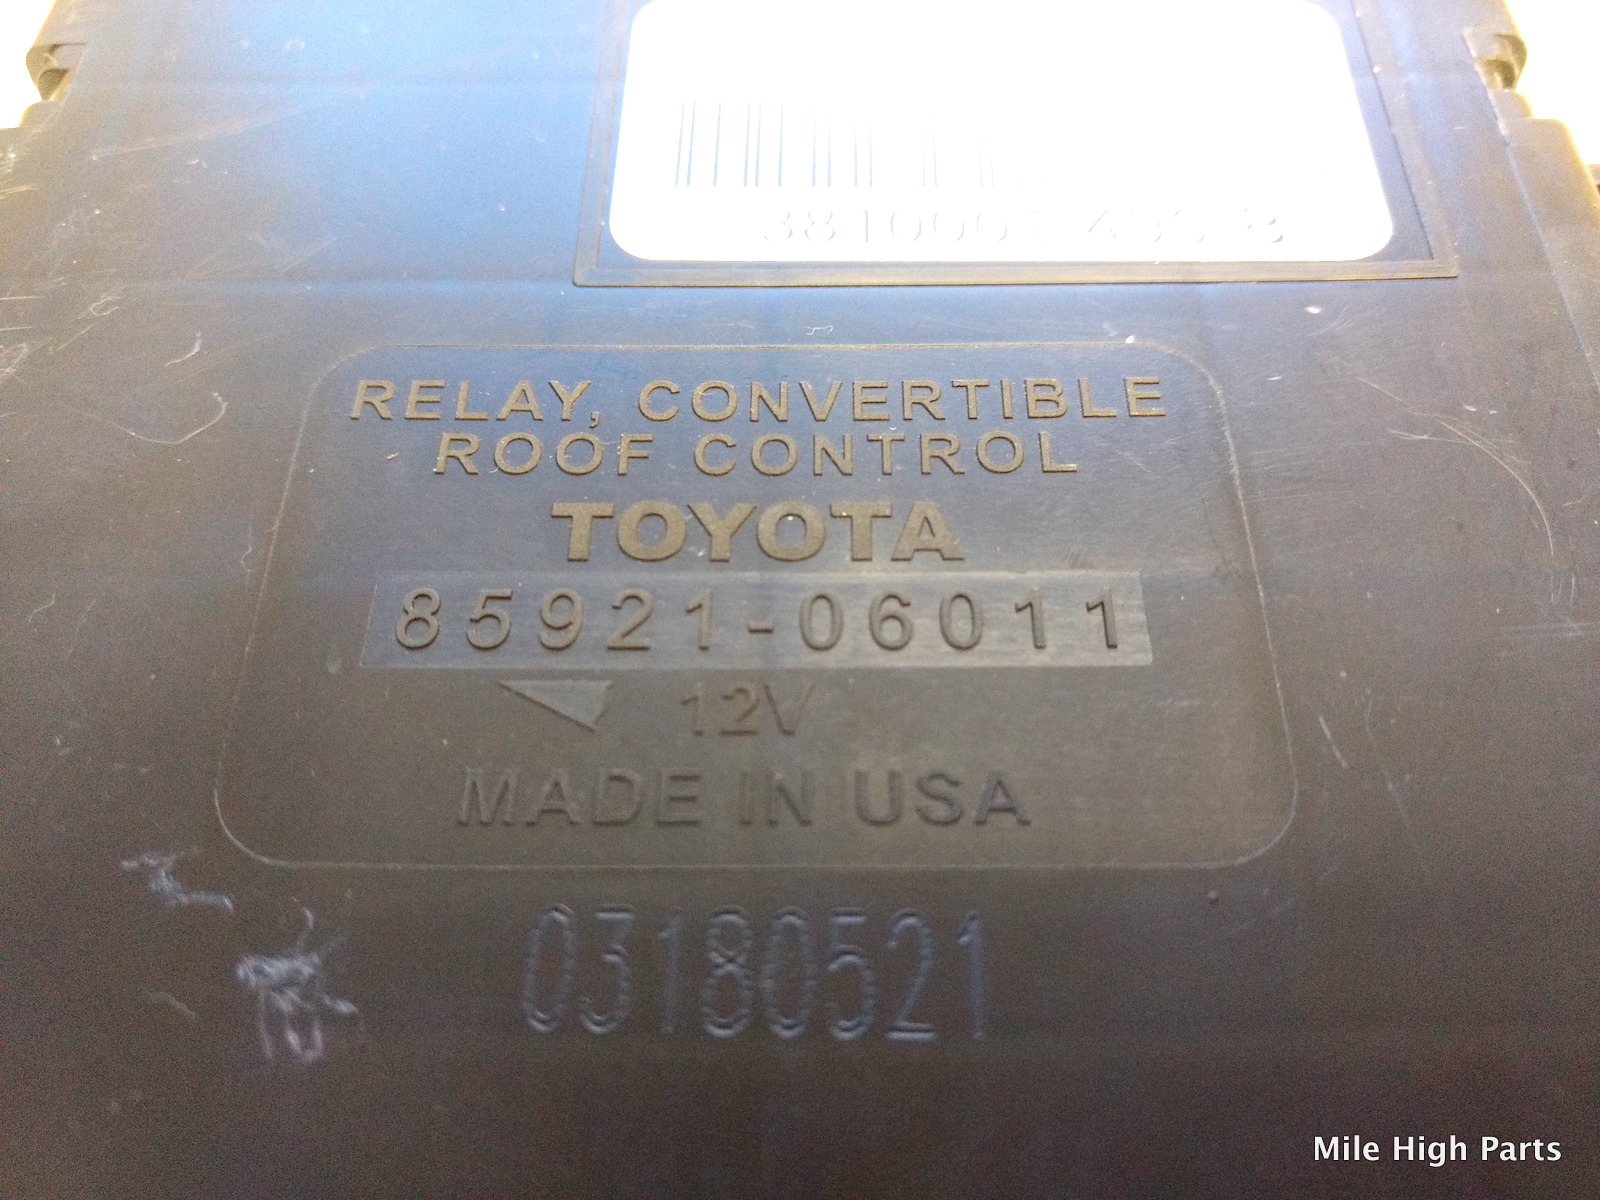 RELAY, CONVERTIBLE
ROOF CONTROL
TOYOTA
85921-06011
12V
MADE IN USA
03180521
Mile High Parts